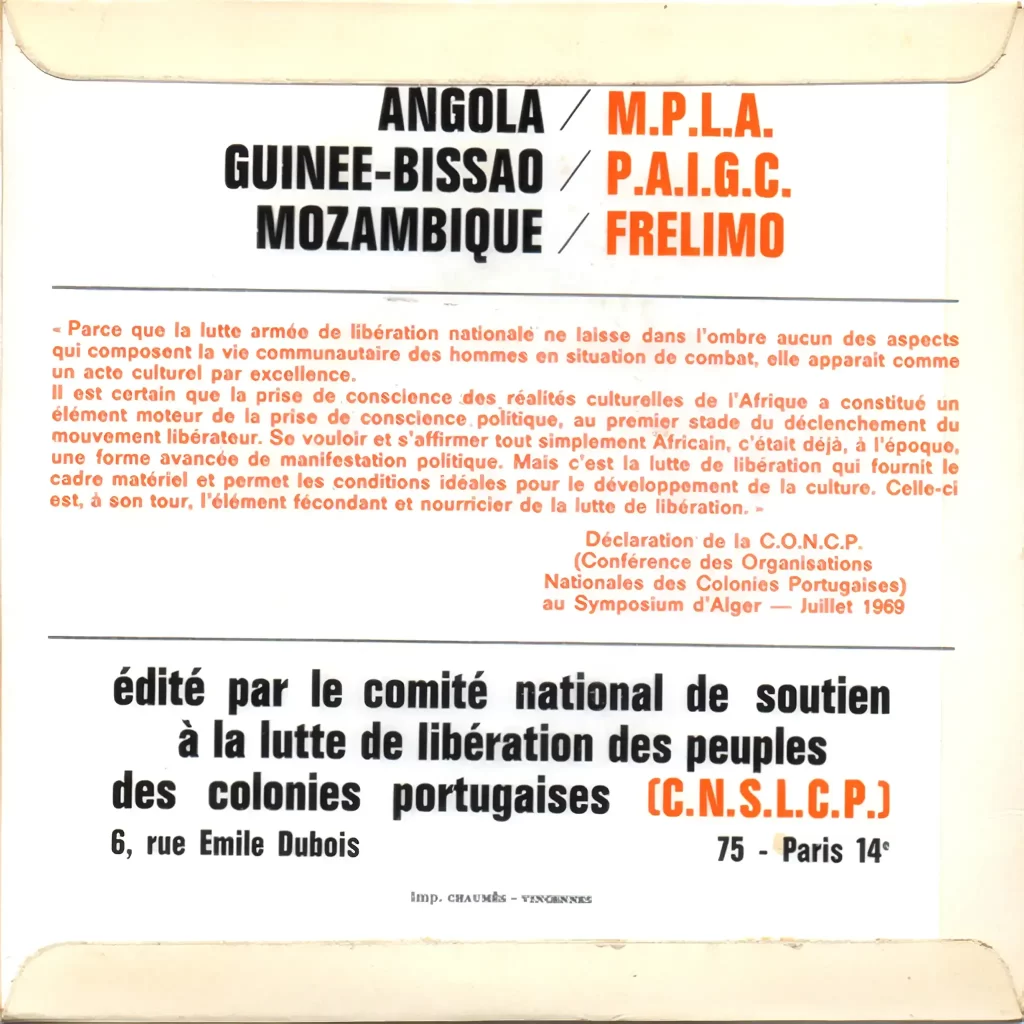 ANGOLA / M.P.L.A.
GUINEE-BISSAO / P.A.I.G.C.
MOZAMBIQUE / FRELIMO
« Parce que la lutte armée de libération nationale ne laisse dans l'ombre aucun des aspects
qui composent la vie communautaire des hommes en situation de combat, elle apparait comme
un acte culturel par excellence.
Il est certain que la prise de conscience des réalités culturelles de l'Afrique a constitué un
élément moteur de la prise de conscience politique, au premier stade du déclenchement du
mouvement libérateur. Se vouloir et s'affirmer tout simplement Africain, c'était déjà, à l'époque,
une forme avancée de manifestation politique. Mais c'est la lutte de libération qui fournit le
cadre matériel et permet les conditions idéales pour le développement de la culture. Celle-ci
est, à son tour, l'élément fécondant et nourricier de la lutte de libération. »
Déclaration de la C.O.N.C.P.
(Conférence des Organisations
Nationales des Colonies Portugaises)
au Symposium d'Alger — Juillet 1969
édité par le comité national de soutien
à la lutte de libération des peuples
des colonies portugaises (C.N.S.L.C.P.)
6, rue Emile Dubois 75 - Paris 14e
Imp. CHAUMÉS - VINCENNES